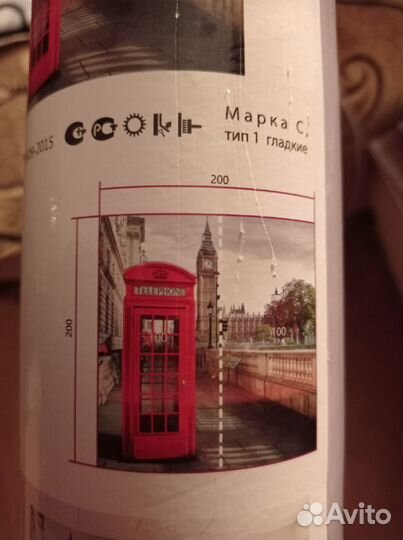 -2015
Марка С,
тип 1 гладкие
200
TELEPHONE
200
100
100
Avito